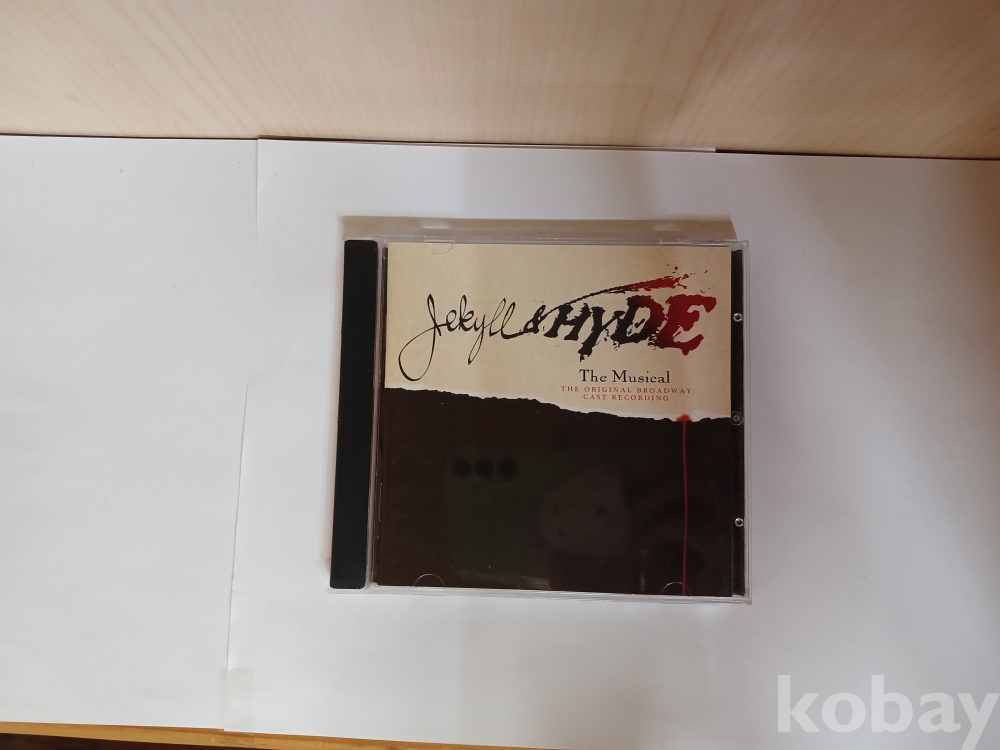 Jekyll & HYDE
The Musical
THE ORIGINAL BROADWAY
CAST RECORDING
kobay